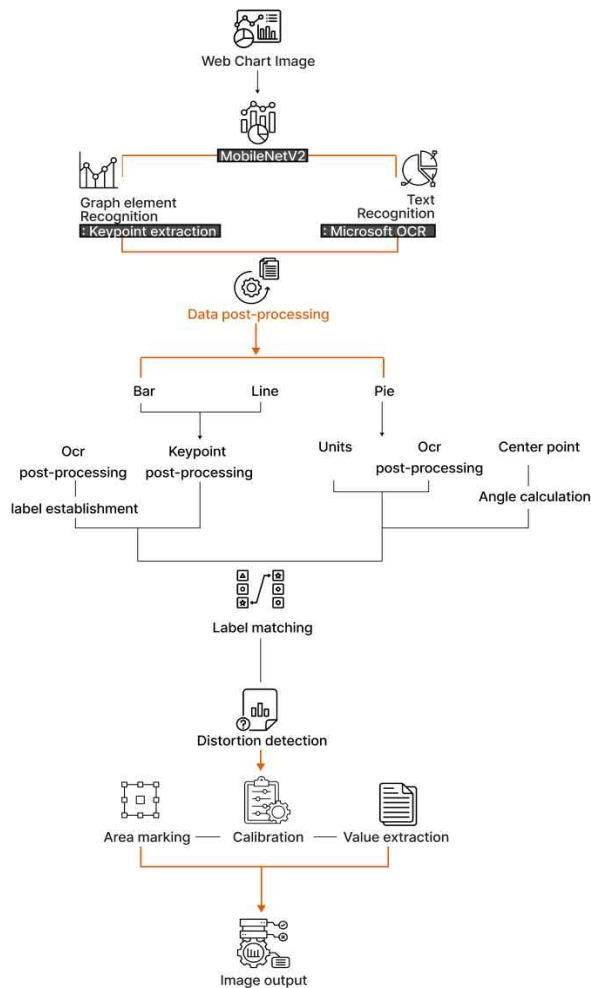 Web Chart Image
MobileNetV2
Graph element
Recognition
: Keypoint extraction
Text
Recognition
: Microsoft OCR
Data post-processing
Bar
Line
Pie
Ocr
post-processing
Keypoint
post-processing
Units
Ocr
post-processing
Center point
label establishment
Angle calculation
Label matching
Distortion detection
Area marking
Calibration
Value extraction
Image output